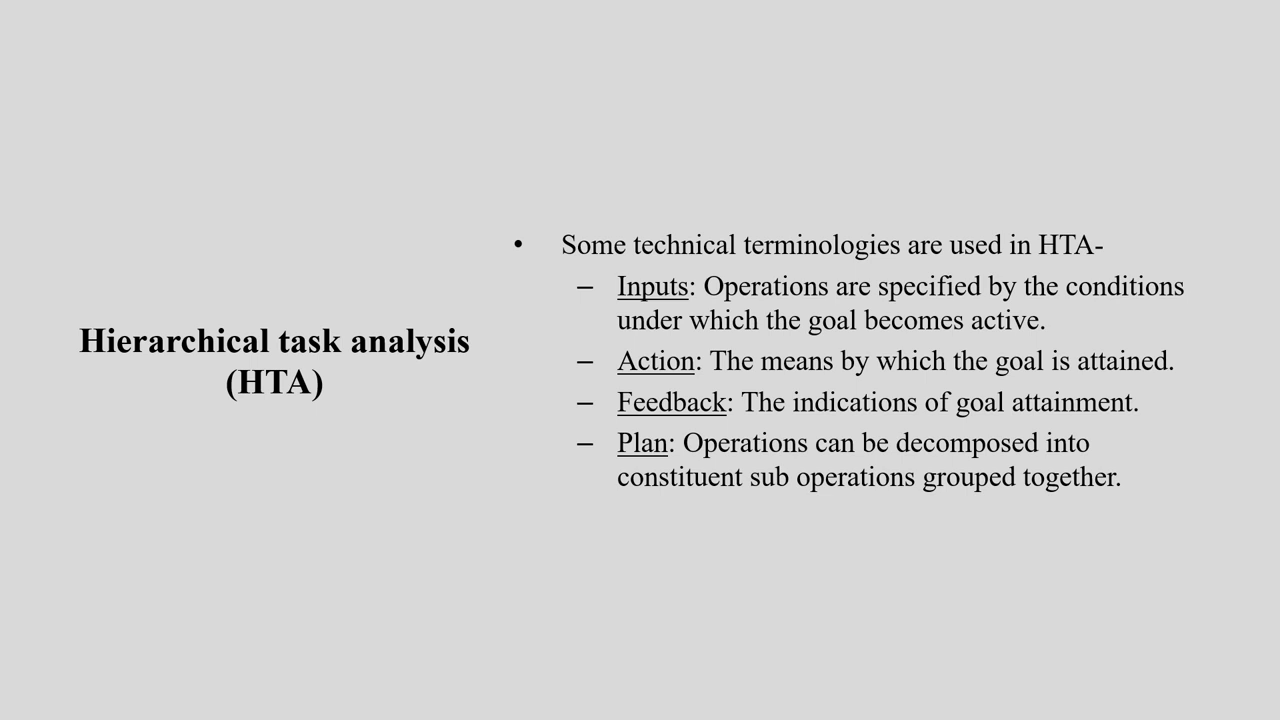 Hierarchical task analysis
(HTA)
• Some technical terminologies are used in HTA-
– Inputs: Operations are specified by the conditions
under which the goal becomes active.
– Action: The means by which the goal is attained.
– Feedback: The indications of goal attainment.
– Plan: Operations can be decomposed into
constituent sub operations grouped together.